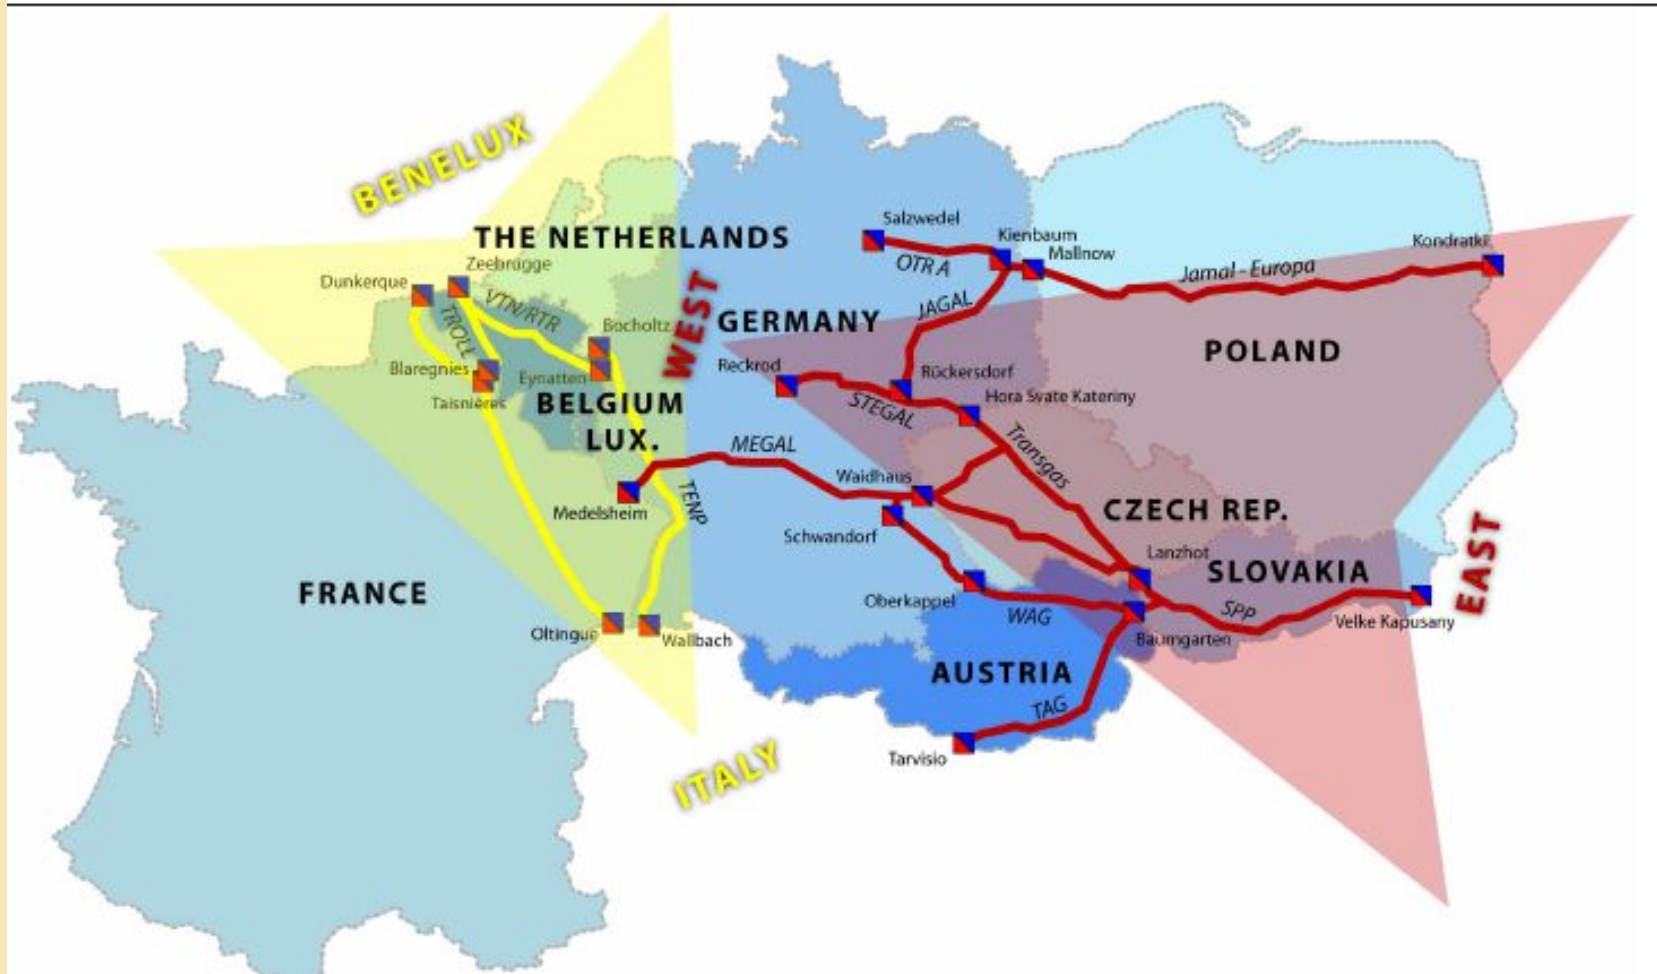 BENELUX
THE NETHERLANDS
Salzwedel
Kienbaum
Mallnow
Kondratki
OTRA
Jamal - Europa
Zeebrügge
Dunkerque
VTN/RTR
TROLL
WEST
GERMANY
JAGAL
POLAND
Bocholtz
Blaregnies
Eynatten
Taisnières
Reckrod
Rückersdorf
STEGAL
Hora Svate Kateriny
BELGIUM
LUX.
MEGAL
Transgas
Waidhaus
TENP
Medelsheim
Schwandorf
CZECH REP.
Lanzhot
SLOVAKIA
EAST
FRANCE
Oberkappel
WAG
SPP
Velke Kapusany
Oltingue
Wallbach
Baumgarten
AUSTRIA
TAG
Tarvisio
ITALY